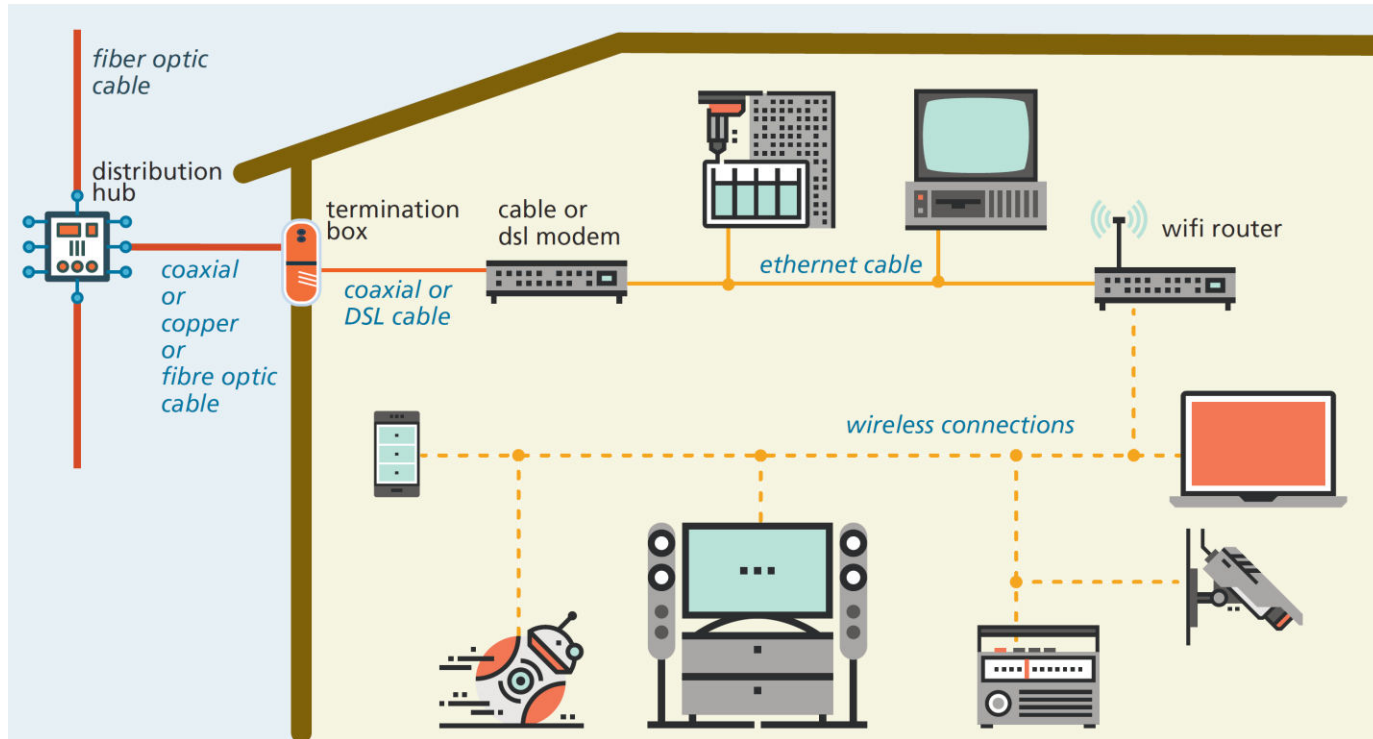 fiber optic
cable
distribution
hub
termination
box
cable or
dsl modem
wifi router
ethernet cable
coaxial
or
copper
or
fibre optic
cable
coaxial or
DSL cable
wireless connections